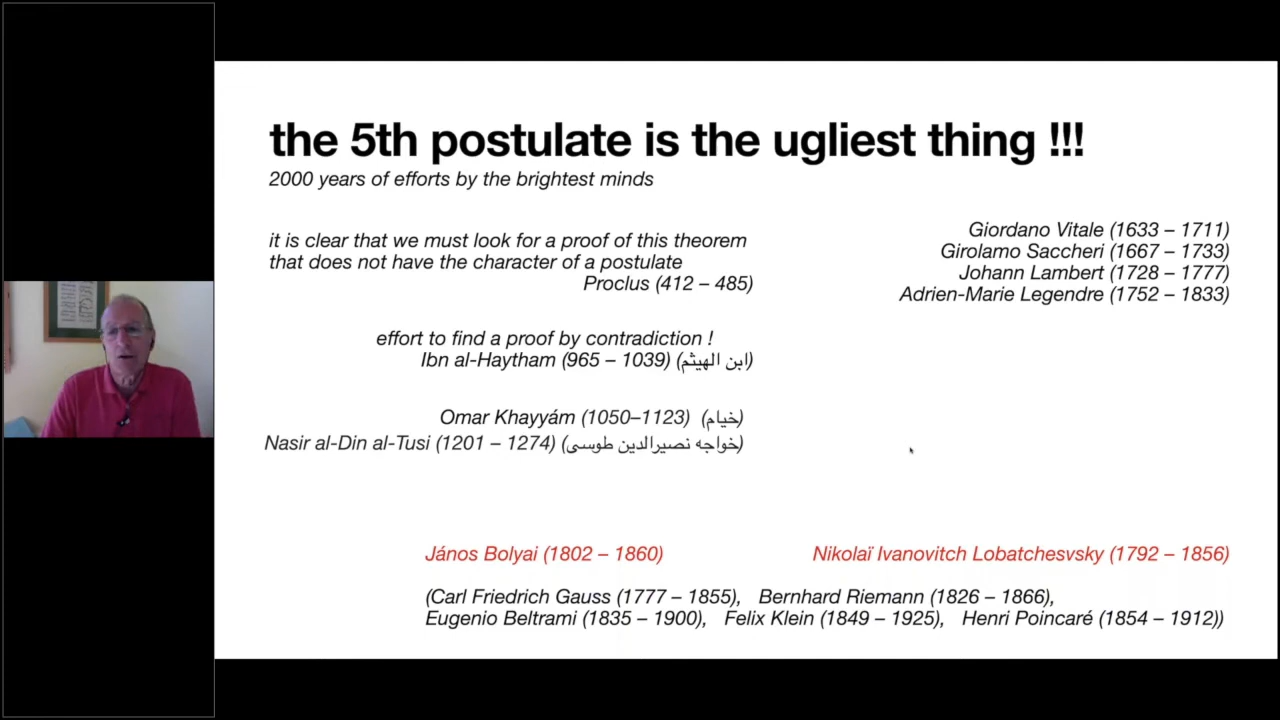 the 5th postulate is the ugliest thing !!!
2000 years of efforts by the brightest minds
it is clear that we must look for a proof of this theorem
that does not have the character of a postulate
Proclus (412 – 485)
effort to find a proof by contradiction !
Ibn al-Haytham (965 – 1039) (ابن الهيثم)
Omar Khayyám (1050–1123) (خیام)
Nasir al-Din al-Tusi (1201 – 1274) (خواجه نصیرالدین طوسی)
Giordano Vitale (1633 – 1711)
Girolamo Saccheri (1667 – 1733)
Johann Lambert (1728 – 1777)
Adrien-Marie Legendre (1752 – 1833)
János Bolyai (1802 – 1860)
Nikolaï Ivanovitch Lobatchesvsky (1792 – 1856)
(Carl Friedrich Gauss (1777 – 1855), Bernhard Riemann (1826 – 1866),
Eugenio Beltrami (1835 – 1900), Felix Klein (1849 – 1925), Henri Poincaré (1854 – 1912))